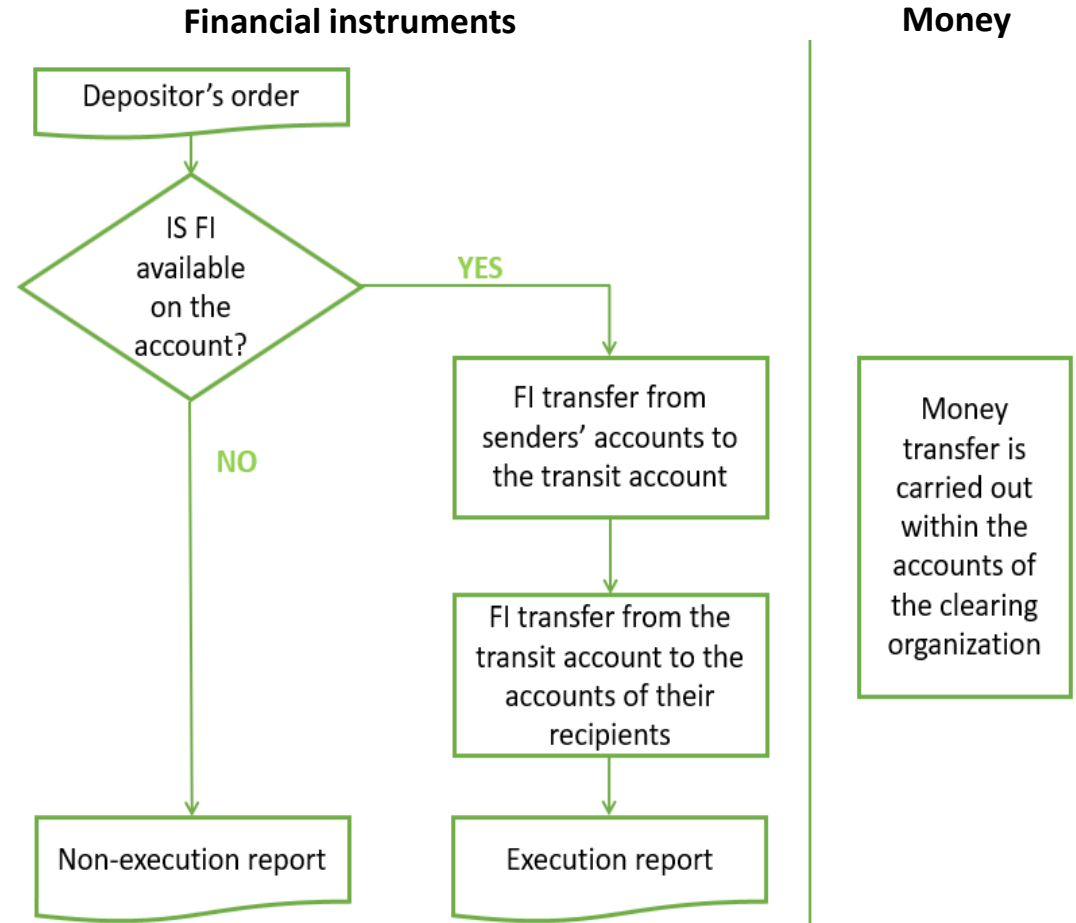 Financial instruments
Money
Depositor's order
IS FI
available
on the
account?
YES
NO
FI transfer from
senders' accounts to
the transit account
FI transfer from the
transit account to the
accounts of their
recipients
Non-execution report
Execution report
Money
transfer is
carried out
within the
accounts of
the clearing
organization